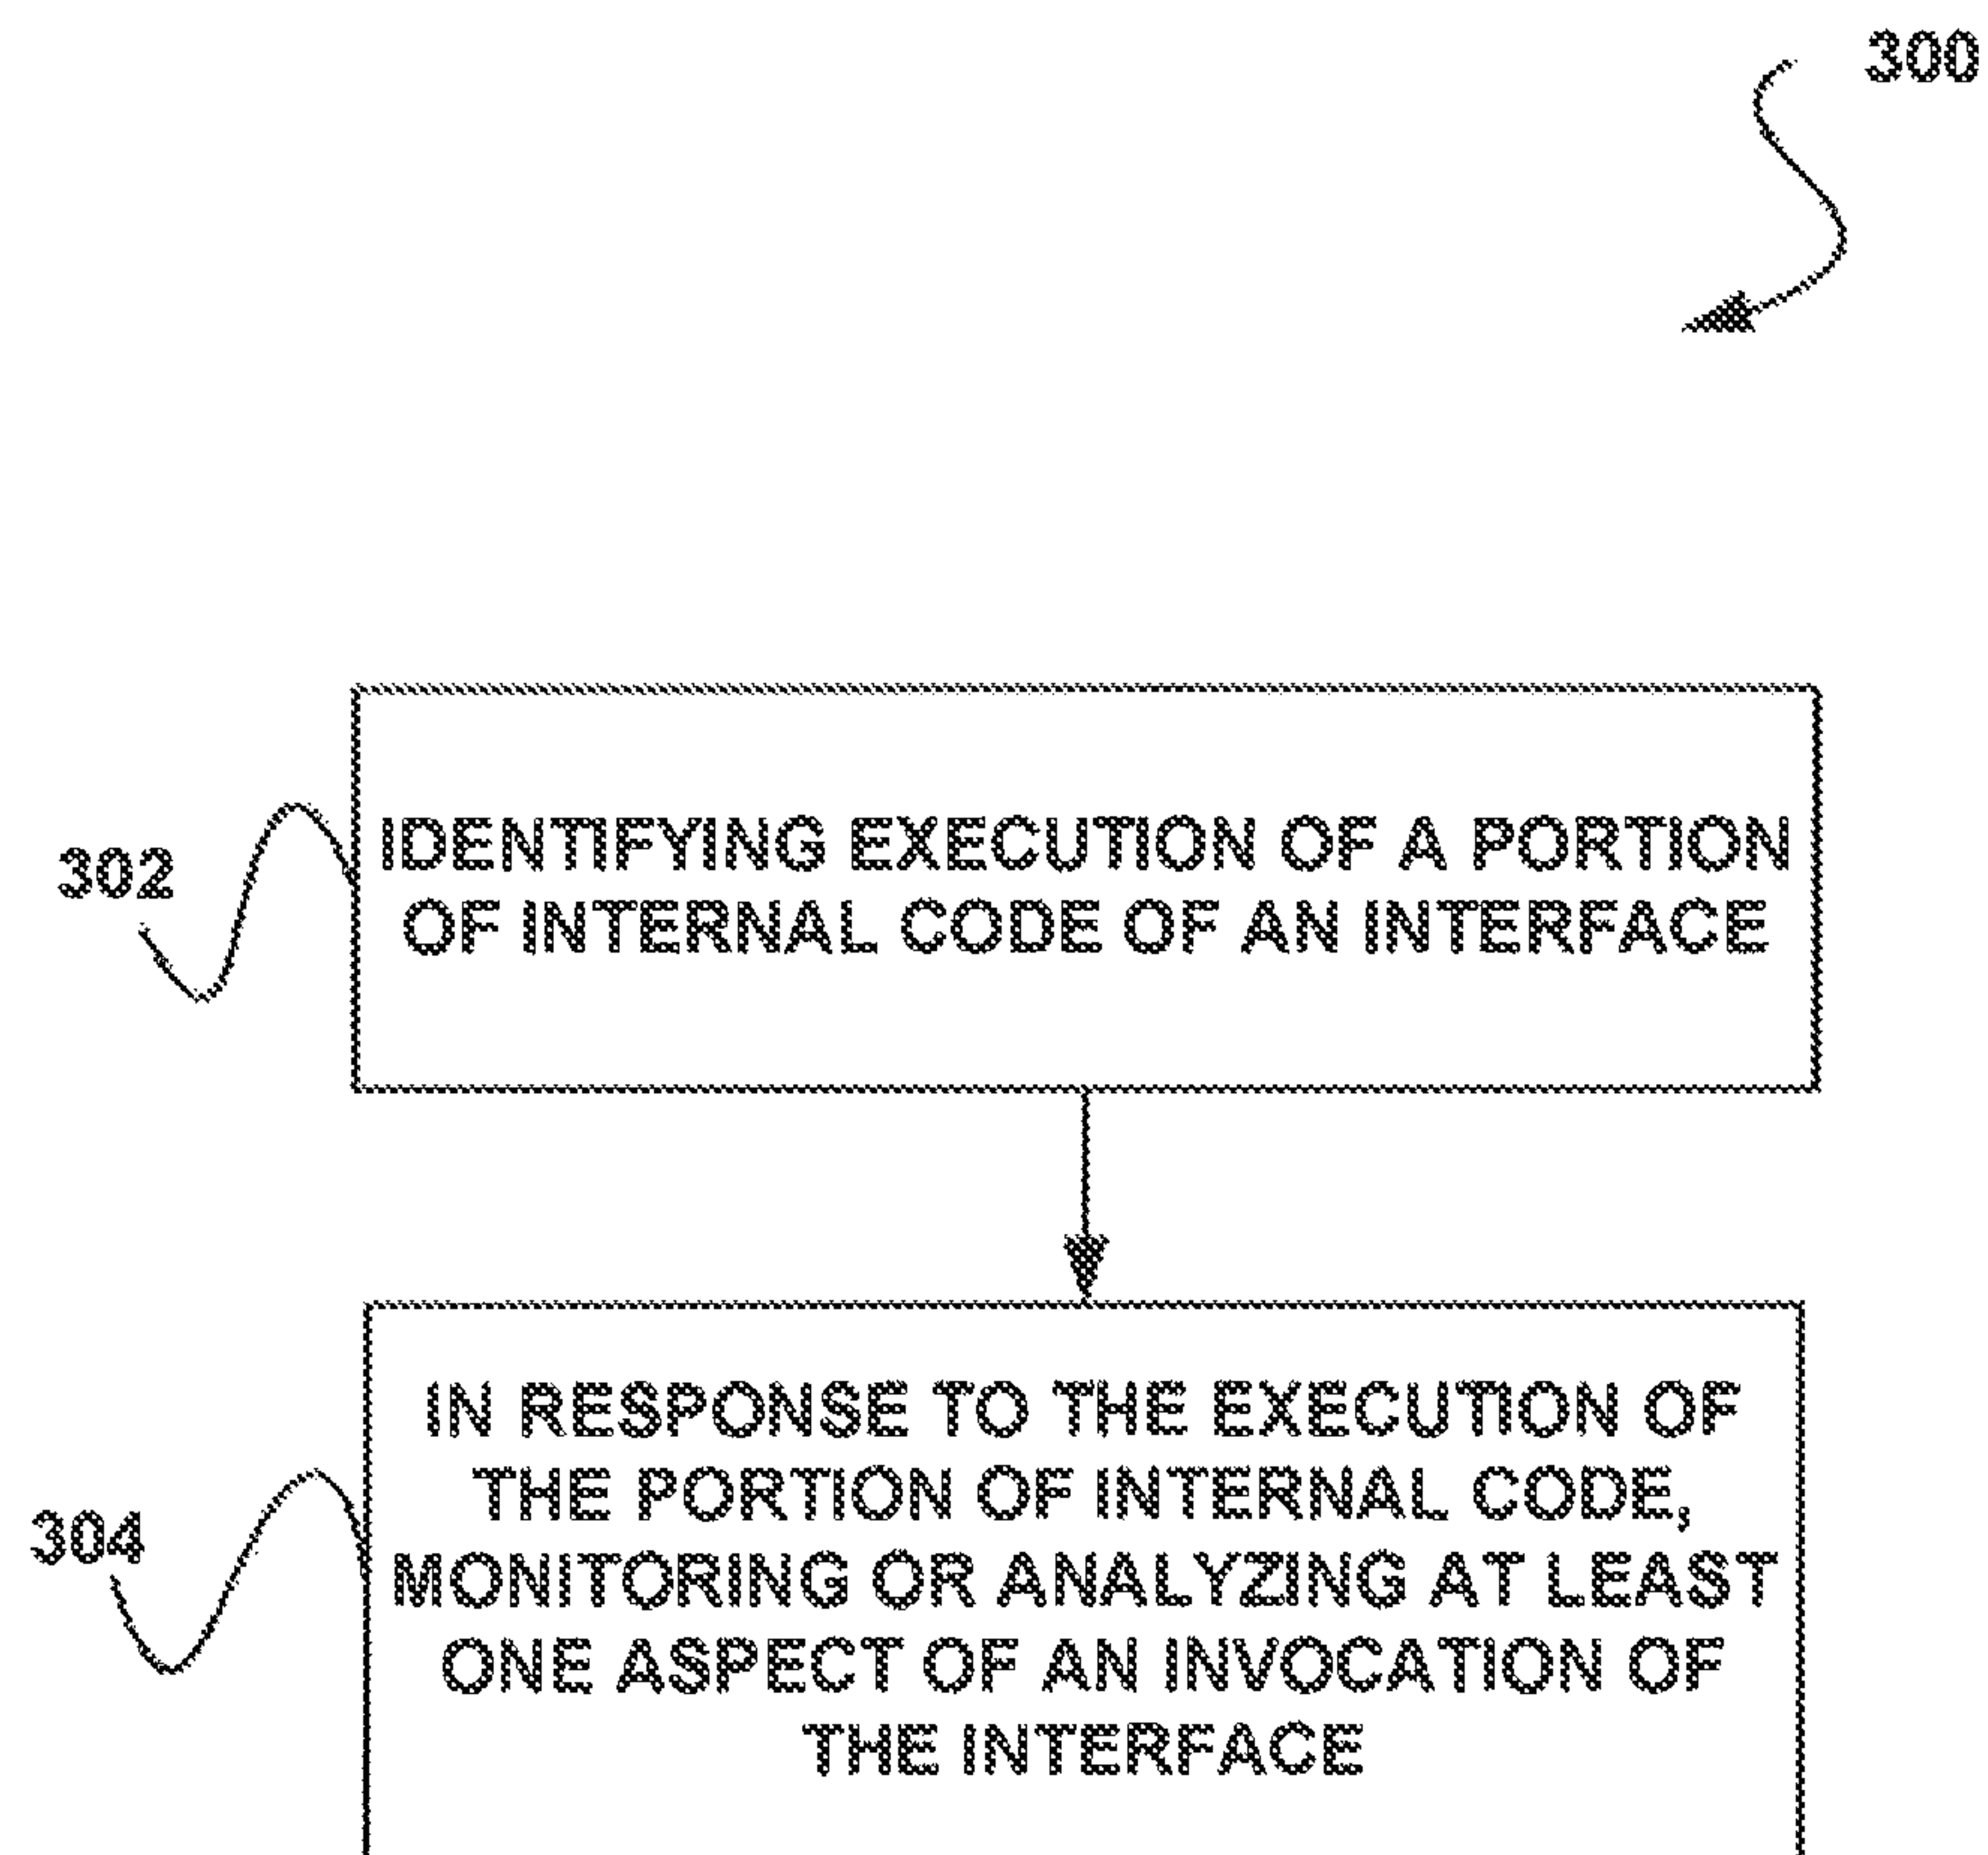 300
302
IDENTIFYING EXECUTION OF A PORTION
OF INTERNAL CODE OF AN INTERFACE
304
IN RESPONSE TO THE EXECUTION OF
THE PORTION OF INTERNAL CODE,
MONITORING OR ANALYZING AT LEAST
ONE ASPECT OF AN INVOCATION OF
THE INTERFACE